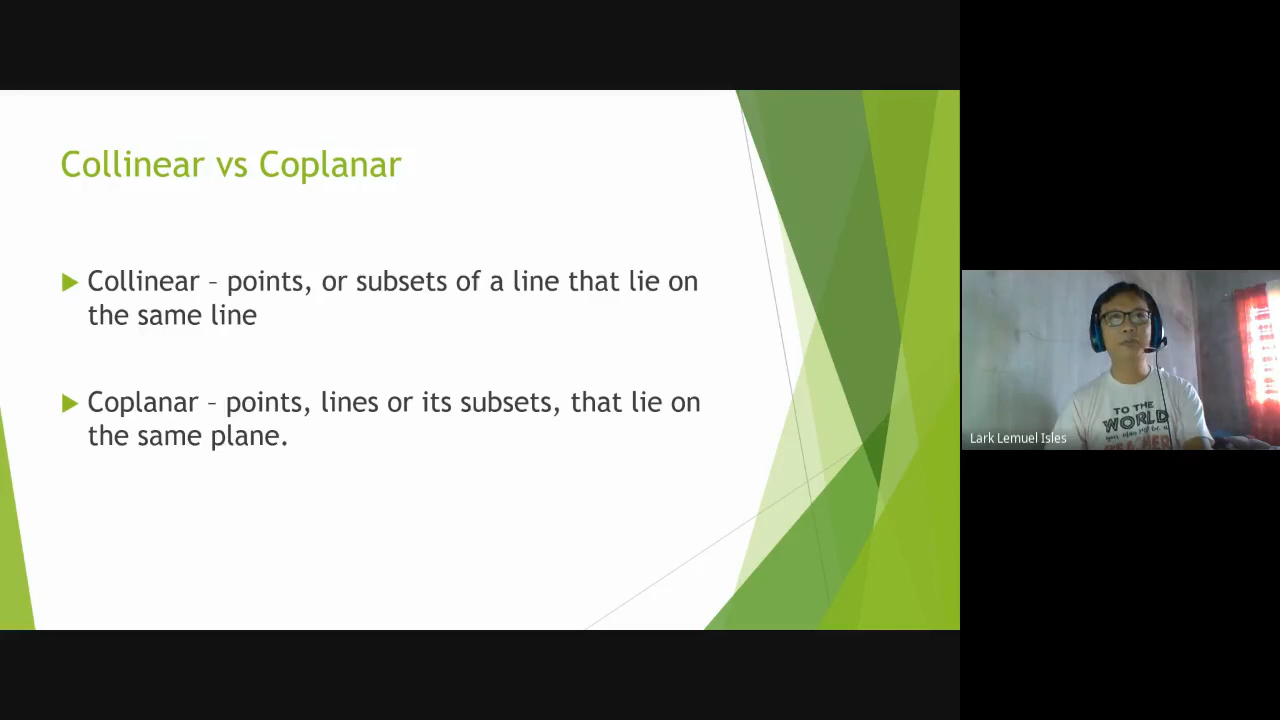 Collinear vs Coplanar
Collinear – points, or subsets of a line that lie on
the same line
Coplanar – points, lines or its subsets, that lie on
the same plane.
Lark Lemuel Isles
TO THE
WORLD